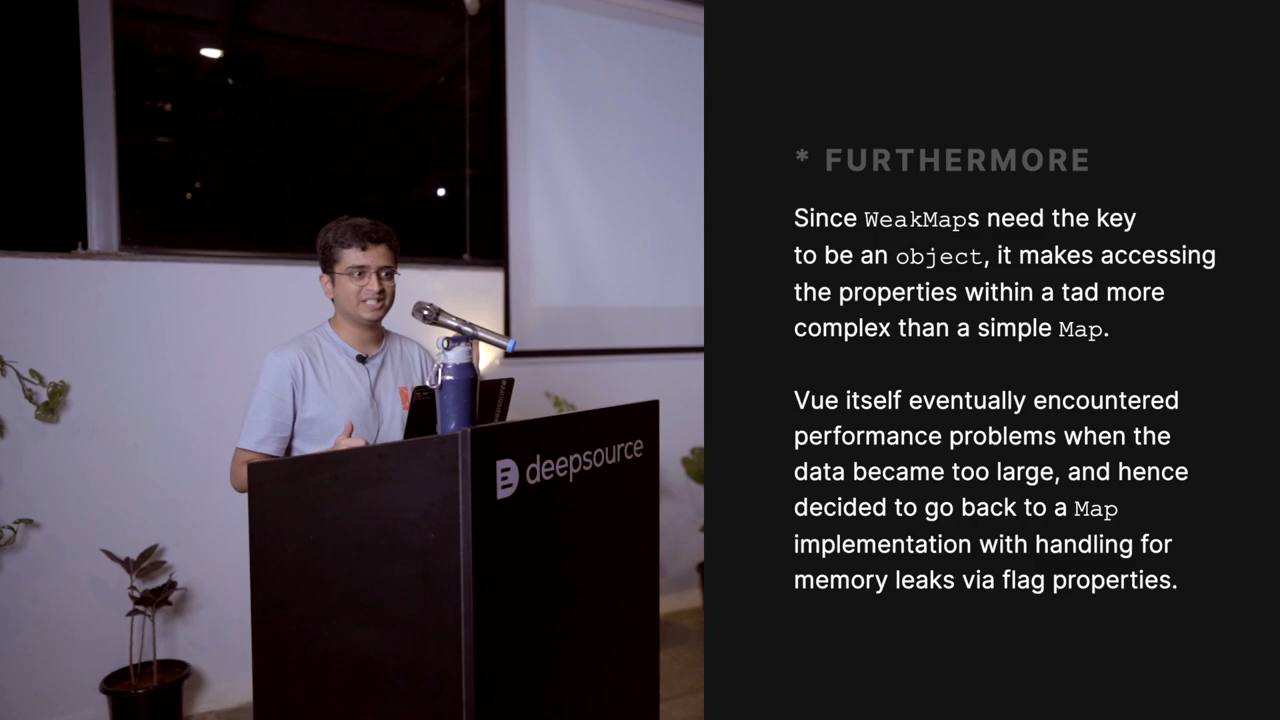 deepsource
* FURTHERMORE
Since WeakMaps need the key
to be an object, it makes accessing
the properties within a tad more
complex than a simple Map.
Vue itself eventually encountered
performance problems when the
data became too large, and hence
decided to go back to a Map
implementation with handling for
memory leaks via flag properties.